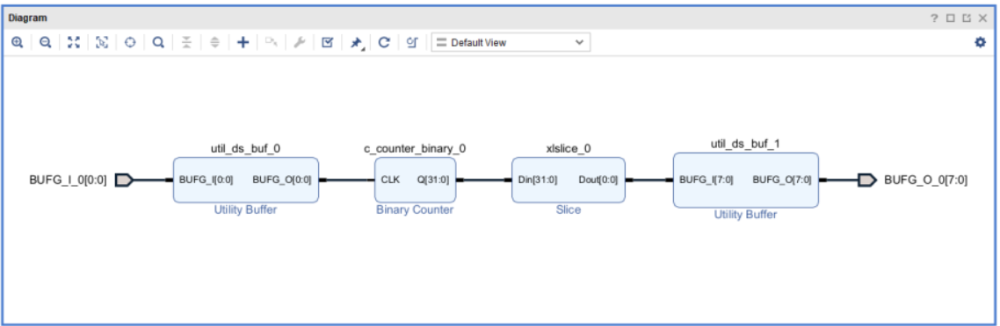 Diagram
Default View
util_ds_buf_0
c_counter_binary_0
xlslice_0
util_ds_buf_1
BUFG_I_0[0:0]
BUFG_I[0:0] BUFG_O[0:0]
CLK Q[31:0]
Din[31:0] Dout[0:0]
BUFG_I[7:0] BUFG_O[7:0]
BUFG_O_0[7:0]
Utility Buffer
Binary Counter
Slice
Utility Buffer